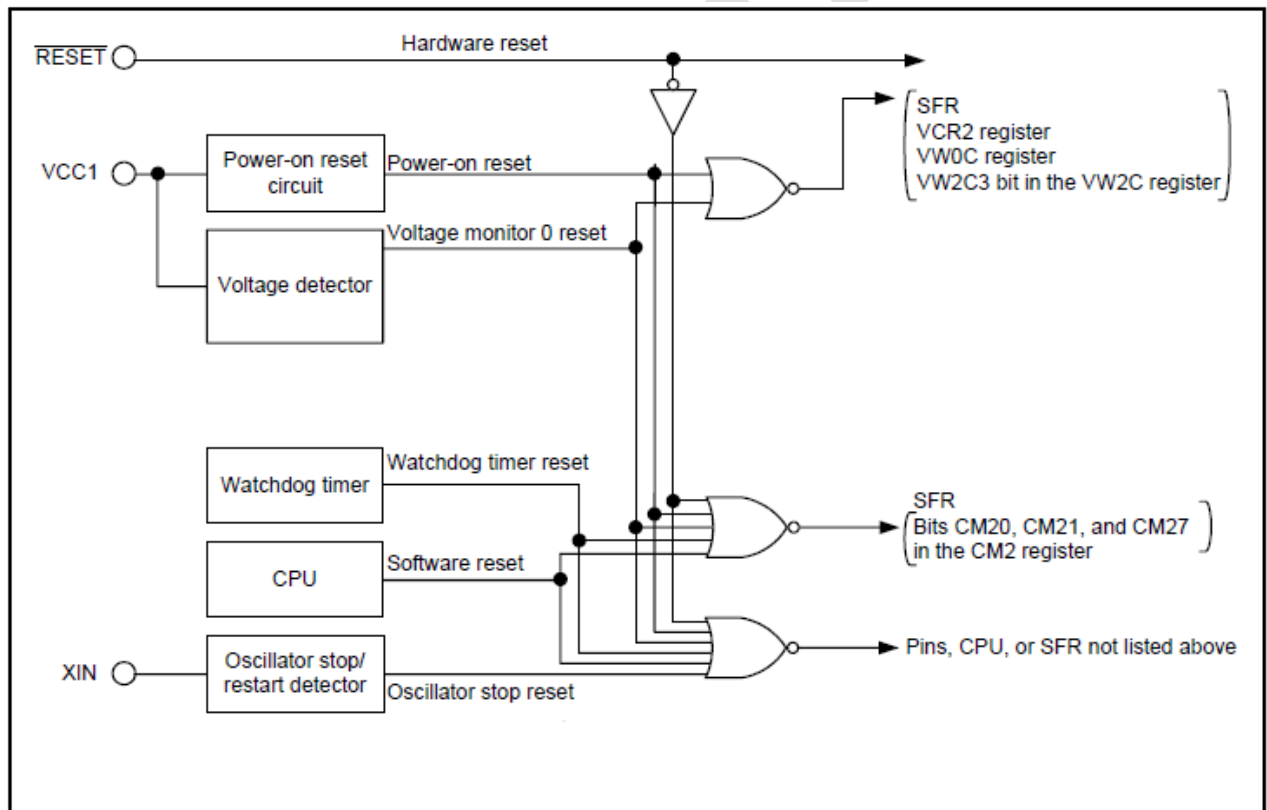 RESET
Hardware reset
SFR
VCR2 register
VW0C register
VW2C3 bit in the VW2C register
VCC1
Power-on reset
circuit
Power-on reset
Voltage monitor 0 reset
Voltage detector
Watchdog timer reset
Watchdog timer
SFR
Bits CM20, CM21, and CM27
in the CM2 register
Software reset
CPU
Pins, CPU, or SFR not listed above
XIN
Oscillator stop/
restart detector
Oscillator stop reset